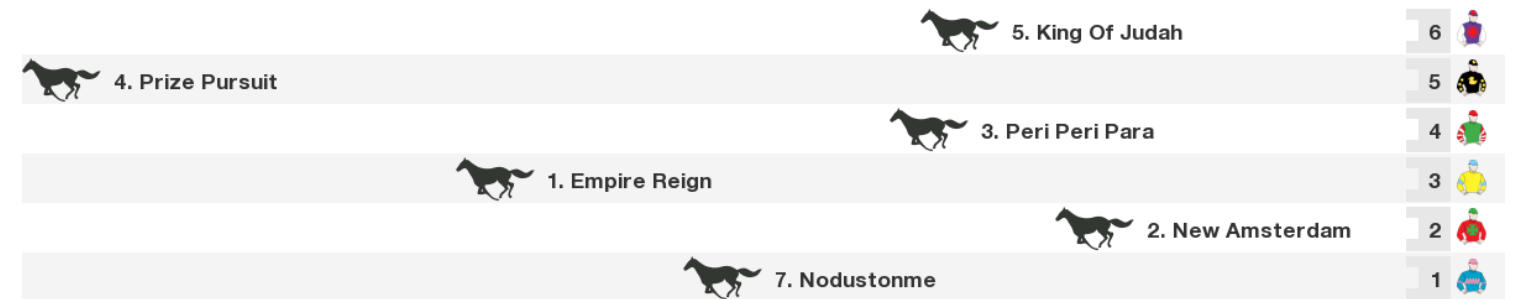 5. King Of Judah 6
4. Prize Pursuit 5
3. Peri Peri Para 4
1. Empire Reign 3
2. New Amsterdam 2
7. Nodustonme 1